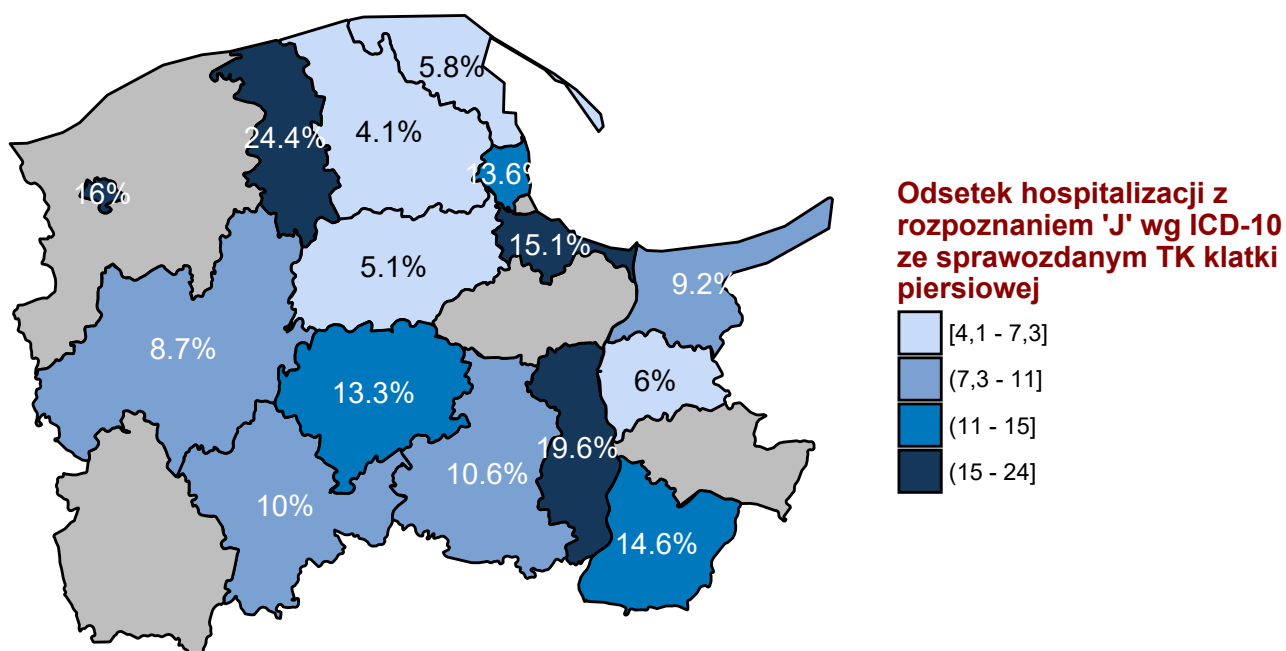 5.8%
4.1%
24.4%
13.6%
16%
15.1%
5.1%
9.2%
8.7%
13.3%
6%
19.6%
10.6%
10%
14.6%
Odsetek hospitalizacji z
rozpoznaniem 'J' wg ICD-10
ze sprawozdanym TK klatki
piersiowej
[4,1 - 7,3]
(7,3 - 11]
(11 - 15]
(15 - 24]